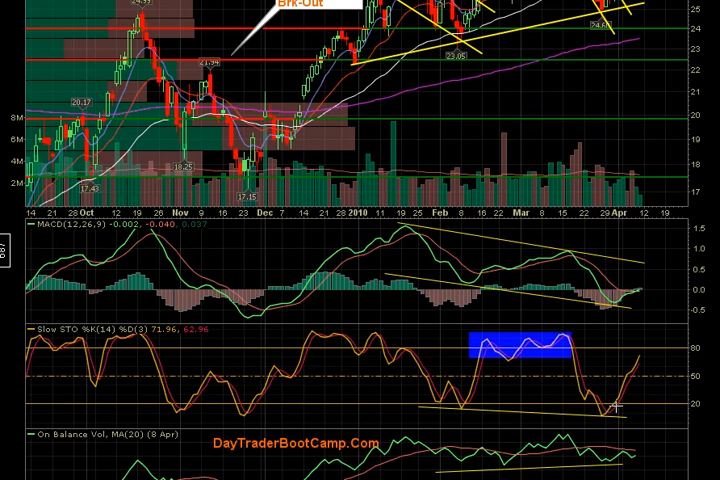 24.99
Brk-Out
25
24
23
22
21
20
19
18
17
24.6
23.05
21.94
20.17
18.25
17.43
17.15
8M
6M
4M
2M
14 21 28 Oct 12 19 26 Nov 9 16 23 Dec 7 14 21 28 2010 11 19 25 Feb 8 16 22 Mar 8 15 22 29 Apr 12 19
MACD(12,26,9) -0.002, -0.040, 0.037
1.5
1.0
0.5
0.0
-0.5
Slow STO %K(14) %D(3) 71.96, 62.96
80
50
20
On Balance Vol, MA(20) (8 Apr)
DayTraderBootCamp.Com
687